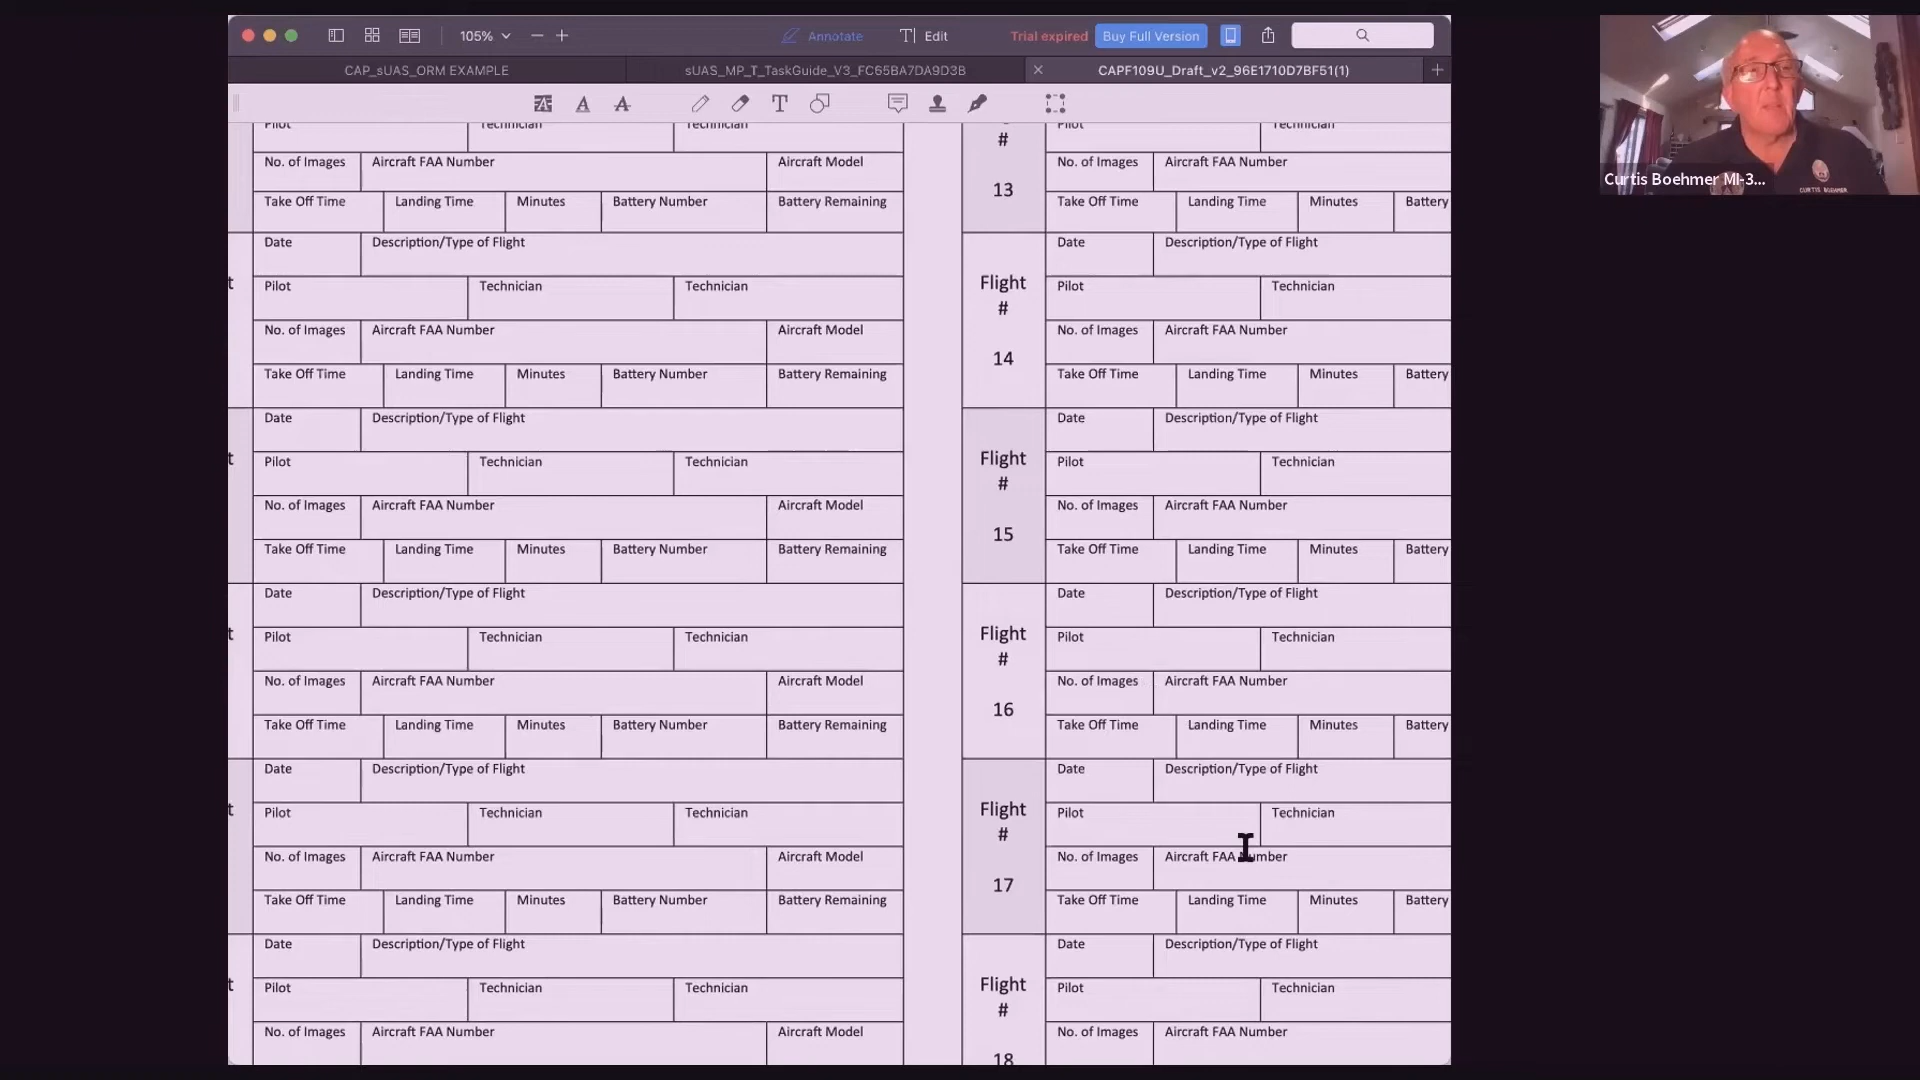 105% Annotate Edit Trial expired Buy Full Version
CAP_sUAS_ORM EXAMPLE sUAS_MP_T_TaskGuide_V3_FC65BA7DA9D3B CAPF109U_Draft_v2_96E1710D7BF51(1)
Curtis Boehmer MI-3...
CURTIS BOEHMER
Pilot Technician Technician # Pilot Technician
No. of Images Aircraft FAA Number Aircraft Model 13 No. of Images Aircraft FAA Number
Take Off Time Landing Time Minutes Battery Number Battery Remaining Take Off Time Landing Time Minutes Battery
Date Description/Type of Flight Date Description/Type of Flight
t Pilot Technician Technician Flight # Pilot Technician
No. of Images Aircraft FAA Number Aircraft Model 14 No. of Images Aircraft FAA Number
Take Off Time Landing Time Minutes Battery Number Battery Remaining Take Off Time Landing Time Minutes Battery
Date Description/Type of Flight Date Description/Type of Flight
t Pilot Technician Technician Flight # Pilot Technician
No. of Images Aircraft FAA Number Aircraft Model 15 No. of Images Aircraft FAA Number
Take Off Time Landing Time Minutes Battery Number Battery Remaining Take Off Time Landing Time Minutes Battery
Date Description/Type of Flight Date Description/Type of Flight
t Pilot Technician Technician Flight # Pilot Technician
No. of Images Aircraft FAA Number Aircraft Model 16 No. of Images Aircraft FAA Number
Take Off Time Landing Time Minutes Battery Number Battery Remaining Take Off Time Landing Time Minutes Battery
Date Description/Type of Flight Date Description/Type of Flight
t Pilot Technician Technician Flight # Pilot Technician
No. of Images Aircraft FAA Number Aircraft Model 17 No. of Images Aircraft FAA Number
Take Off Time Landing Time Minutes Battery Number Battery Remaining Take Off Time Landing Time Minutes Battery
Date Description/Type of Flight Date Description/Type of Flight
t Pilot Technician Technician Flight # Pilot Technician
No. of Images Aircraft FAA Number Aircraft Model 18 No. of Images Aircraft FAA Number